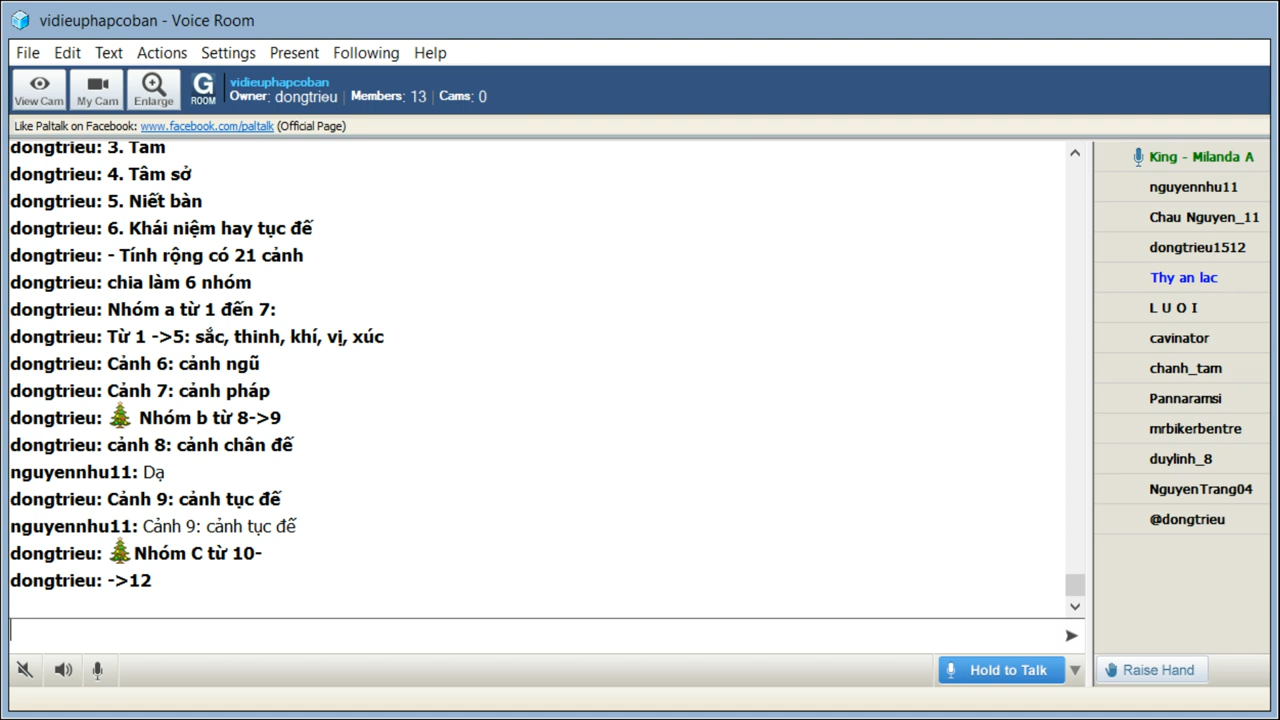 vidieuphapcoban - Voice Room
File Edit Text Actions Settings Present Following Help
View Cam
My Cam
Enlarge
G ROOM
vidieuphapcoban
Owner: dongtrieu | Members: 13 | Cams: 0
Like Paltalk on Facebook: www.facebook.com/paltalk (Official Page)
dongtrieu: 3. Tam
dongtrieu: 4. Tâm sở
dongtrieu: 5. Niết bàn
dongtrieu: 6. Khái niệm hay tục đế
dongtrieu: - Tính rộng có 21 cảnh
dongtrieu: chia làm 6 nhóm
dongtrieu: Nhóm a từ 1 đến 7:
dongtrieu: Từ 1 ->5: sắc, thinh, khí, vị, xúc
dongtrieu: Cảnh 6: cảnh ngũ
dongtrieu: Cảnh 7: cảnh pháp
dongtrieu: Nhóm b từ 8->9
dongtrieu: cảnh 8: cảnh chân đế
nguyennhu11: Dạ
dongtrieu: Cảnh 9: cảnh tục đế
nguyennhu11: Cảnh 9: cảnh tục đế
dongtrieu: Nhóm C từ 10-
dongtrieu: ->12
King - Milanda A
nguyennhu11
Chau Nguyen_11
dongtrieu1512
Thy an lac
L U O I
cavinator
chanh_tam
Pannaramsi
mrbikerbentre
duylinh_8
NguyenTrang04
@dongtrieu
Hold to Talk
Raise Hand